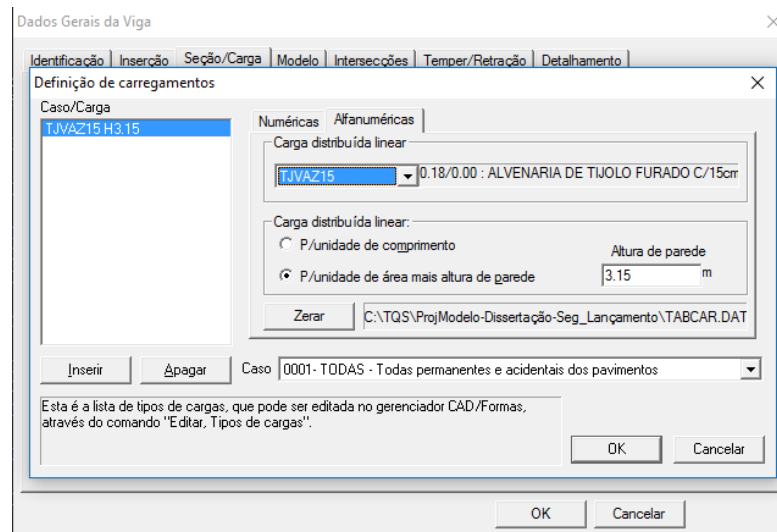 Dados Gerais da Viga
Identificação Inserção Seção/Carga Modelo Intersecções Temper/Retração Detalhamento
Definição de carregamentos
Caso/Carga
TJVAZ15 H3.15
Numéricas Alfanuméricas
Carga distribuída linear
TJVAZ15 0.18/0.00 : ALVENARIA DE TIJOLO FURADO C/15cm
Carga distribuída linear:
P/unidade de comprimento
P/unidade de área mais altura de parede
Altura de parede
3.15 m
Zerar C:\TQS\ProjModelo-Dissertação-Seg_Lançamento\TABCAR.DAT
Inserir Apagar Caso 0001- TODAS - Todas permanentes e acidentais dos pavimentos
Esta é a lista de tipos de cargas, que pode ser editada no gerenciador CAD/Formas,
através do comando "Editar, Tipos de cargas".
OK Cancelar
OK Cancelar